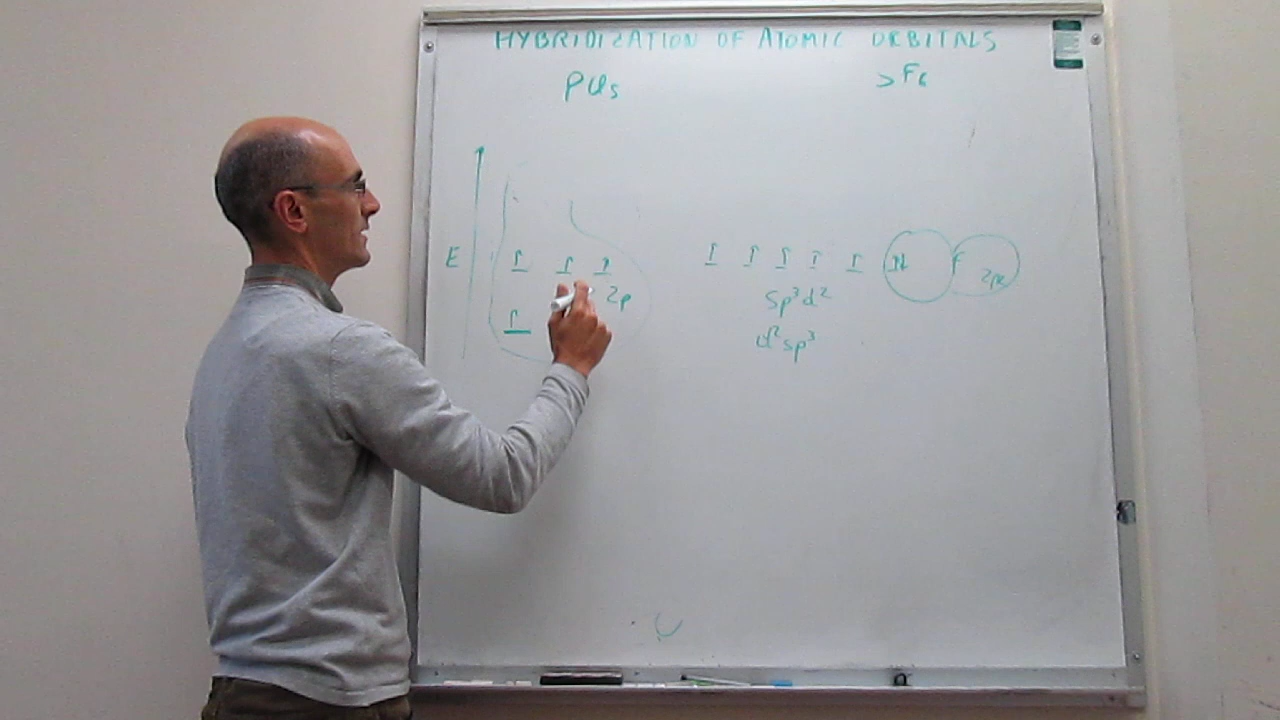 HYBRIDIZATION OF ATOMIC ORBITALS
PCl5
F6
E
N F 2p
2p
sp³d²
d²sp³